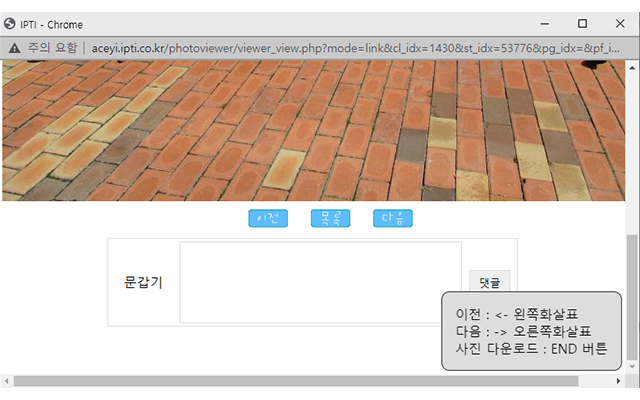 IPTI - Chrome
주의 요함 | aceyi.ipti.co.kr/photoviewer/viewer_view.php?mode=link&cl_idx=1430&st_idx=53776&pg_idx=&pf_i...
이전 목록 다음
문갑기
댓글
이전 : <- 왼쪽화살표
다음 : -> 오른쪽화살표
사진 다운로드 : END 버튼